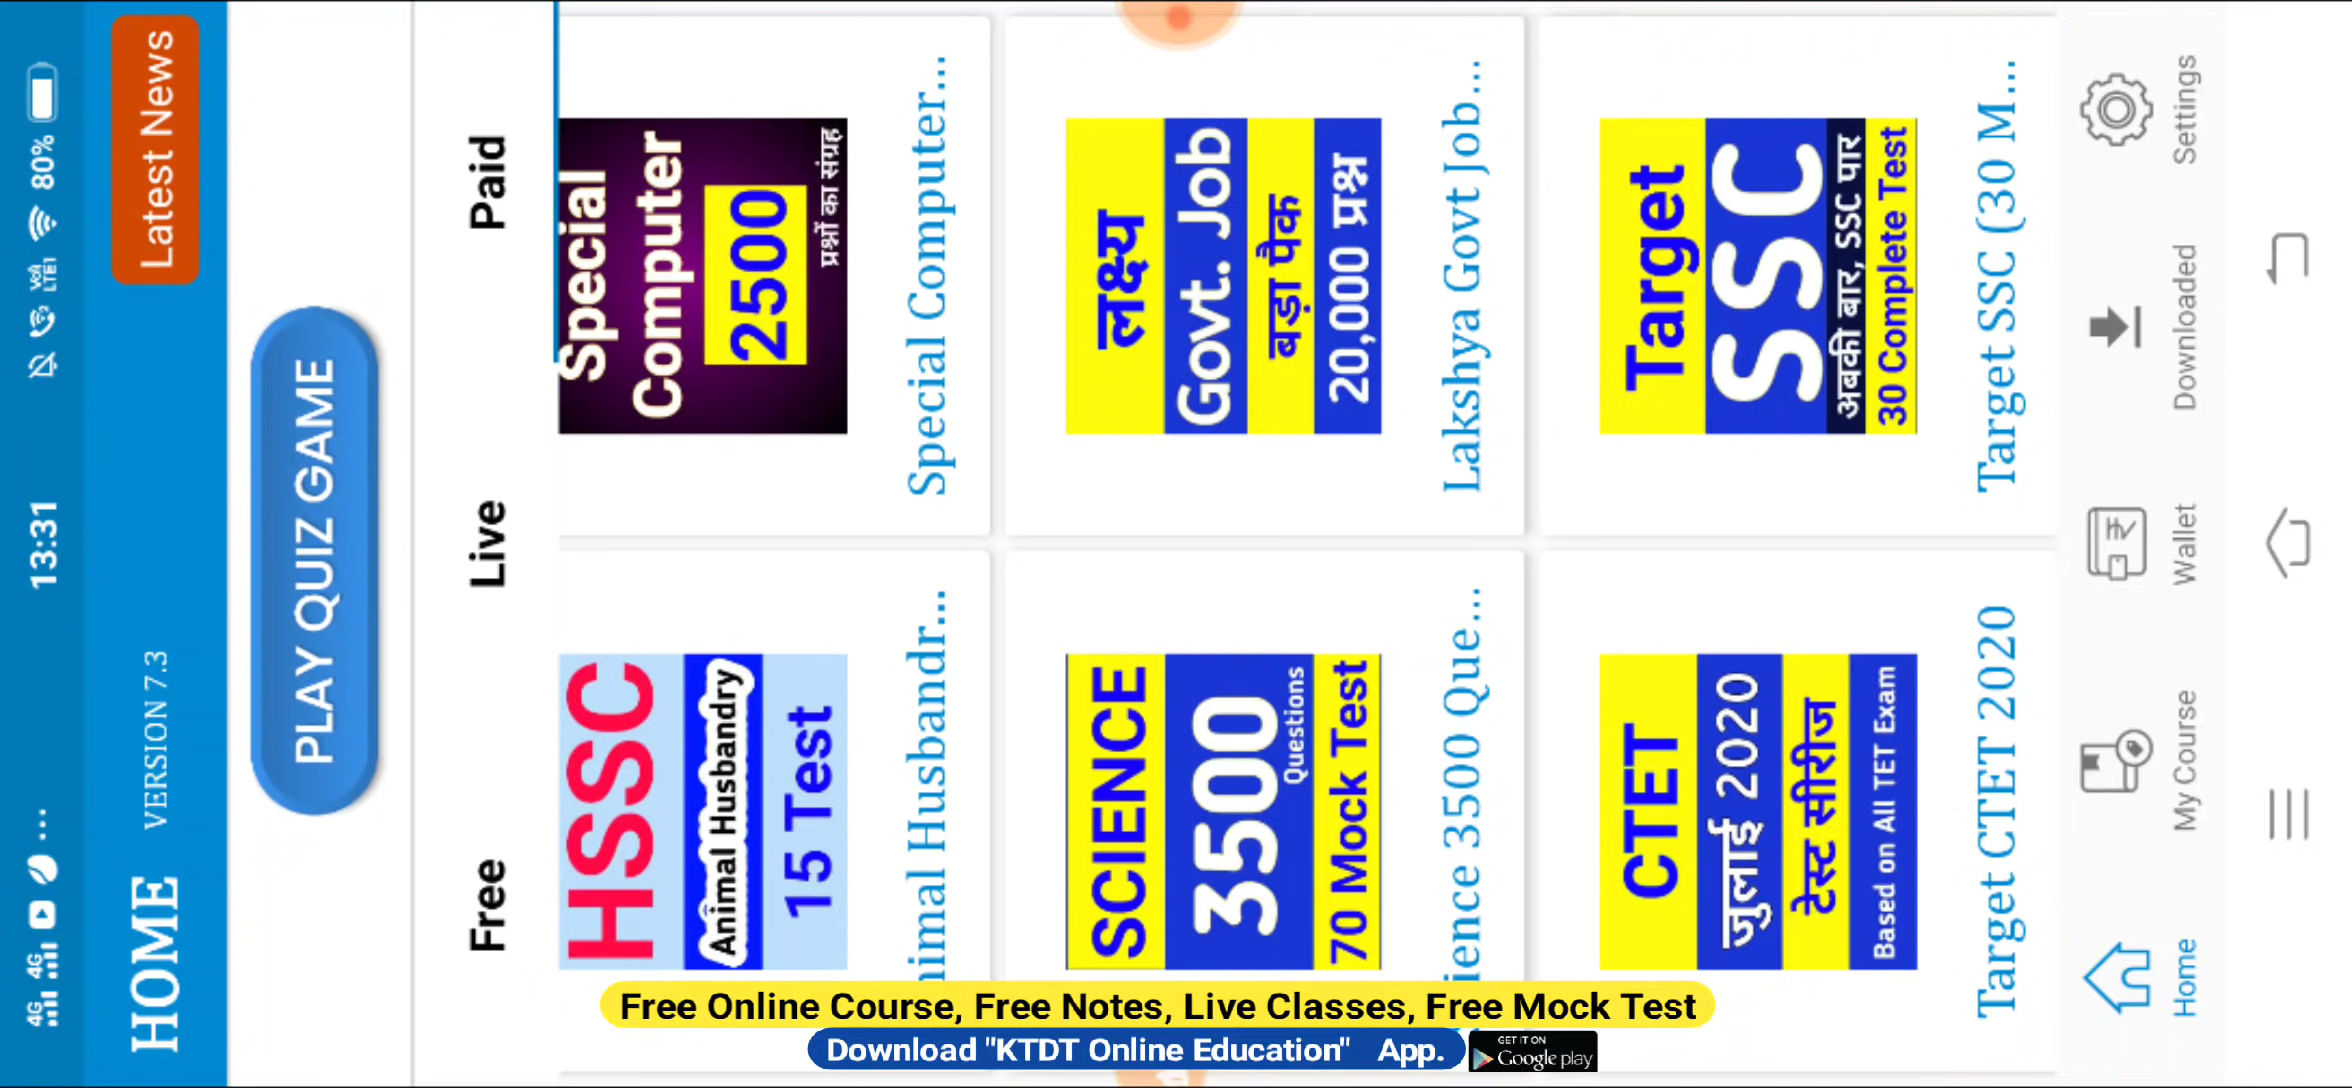 4G 4G ... 13:31 VoLTE1 80%
HOME VERSION 7.3 Latest News
PLAY QUIZ GAME
Free Live Paid
HSSC
Animal Husbandry
15 Test
nimal Husbandr...
Special
Computer
2500
प्रश्नों का संग्रह
Special Computer...
SCIENCE
3500
Questions
70 Mock Test
ience 3500 Que...
लक्ष्य
Govt. Job
बड़ा पैक
20,000 प्रश्न
Lakshya Govt Job...
CTET
जुलाई 2020
टेस्ट सीरीज
Based on All TET Exam
Target CTET 2020
Target
SSC
अबकी बार, SSC पार
30 Complete Test
Target SSC (30 M...
Home My Course Wallet Downloaded Settings
Free Online Course, Free Notes, Live Classes, Free Mock Test
Download "KTDT Online Education" App.
GET IT ON
Google play